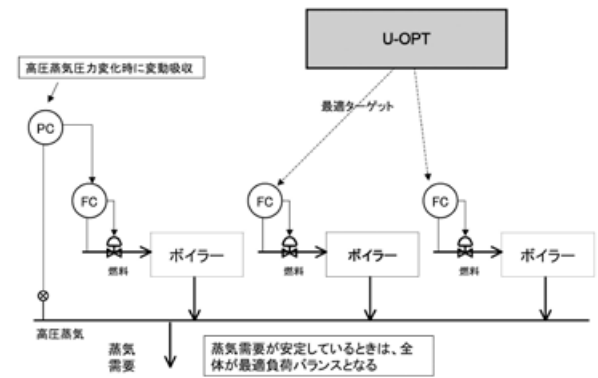 U-OPT
高圧蒸気圧力変化時に変動吸収
最適ターゲット
PC
FC
FC
FC
ボイラー
ボイラー
ボイラー
燃料
燃料
燃料
高圧蒸気
蒸気
需要
蒸気需要が安定しているときは、全
体が最適負荷バランスとなる